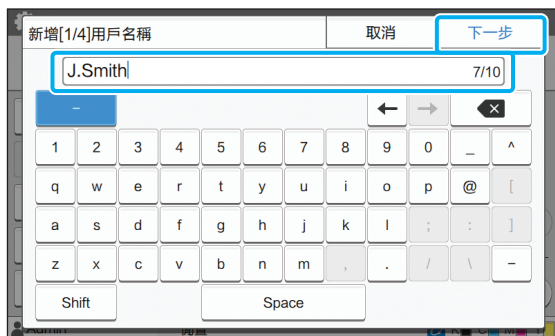 新增[1/4]用戶名稱 取消 下一步
J.Smith 7/10
– ← →
1 2 3 4 5 6 7 8 9 0 _ ^
q w e r t y u i o p @ [
a s d f g h j k l ; : ]
z x c v b n m , . / \ –
Shift Space
Admin